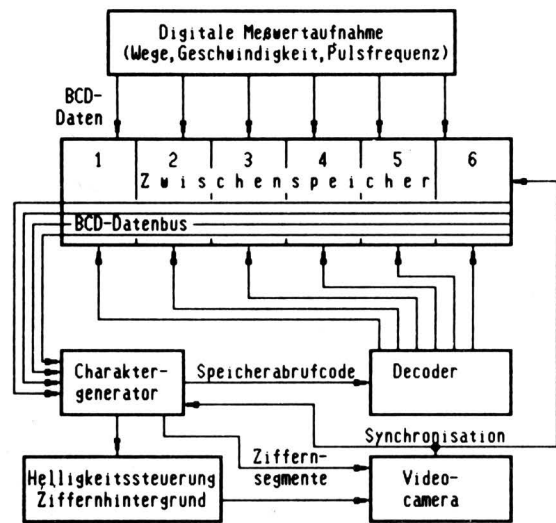 Digitale Meßwertaufnahme
(Wege,Geschwindigkeit,Pulsfrequenz)
BCD-
Daten
1 2 3 4 5 6
Zwischenspeicher
BCD-Datenbus
Charakter-
generator
Speicherabrufcode
Decoder
Synchronisation
Ziffern-
segmente
Helligkeitssteuerung
Ziffernhintergrund
Video-
camera